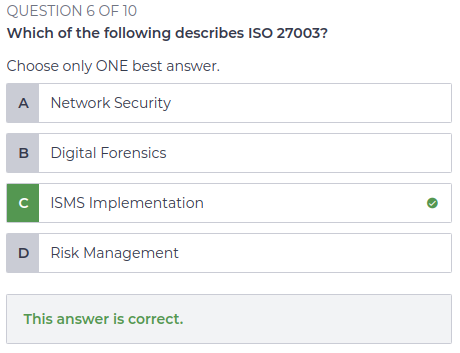 QUESTION 6 OF 10
Which of the following describes ISO 27003?
Choose only ONE best answer.
A Network Security
B Digital Forensics
C ISMS Implementation
D Risk Management
This answer is correct.